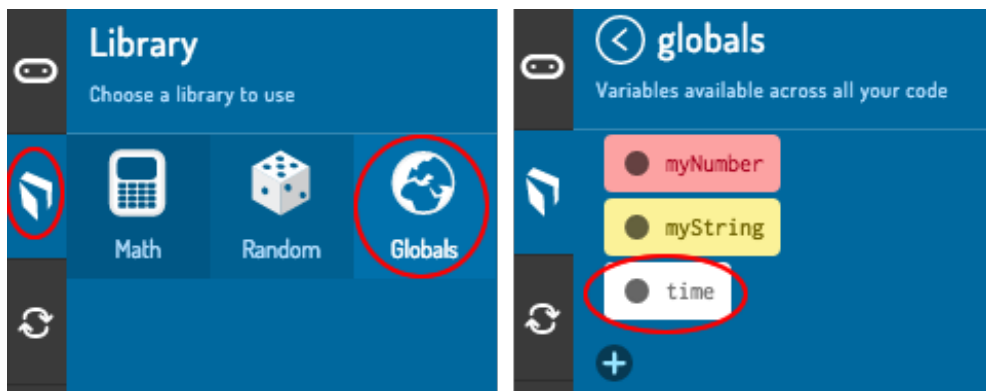 Library
Choose a library to use
Math
Random
Globals
globals
Variables available across all your code
myNumber
myString
time